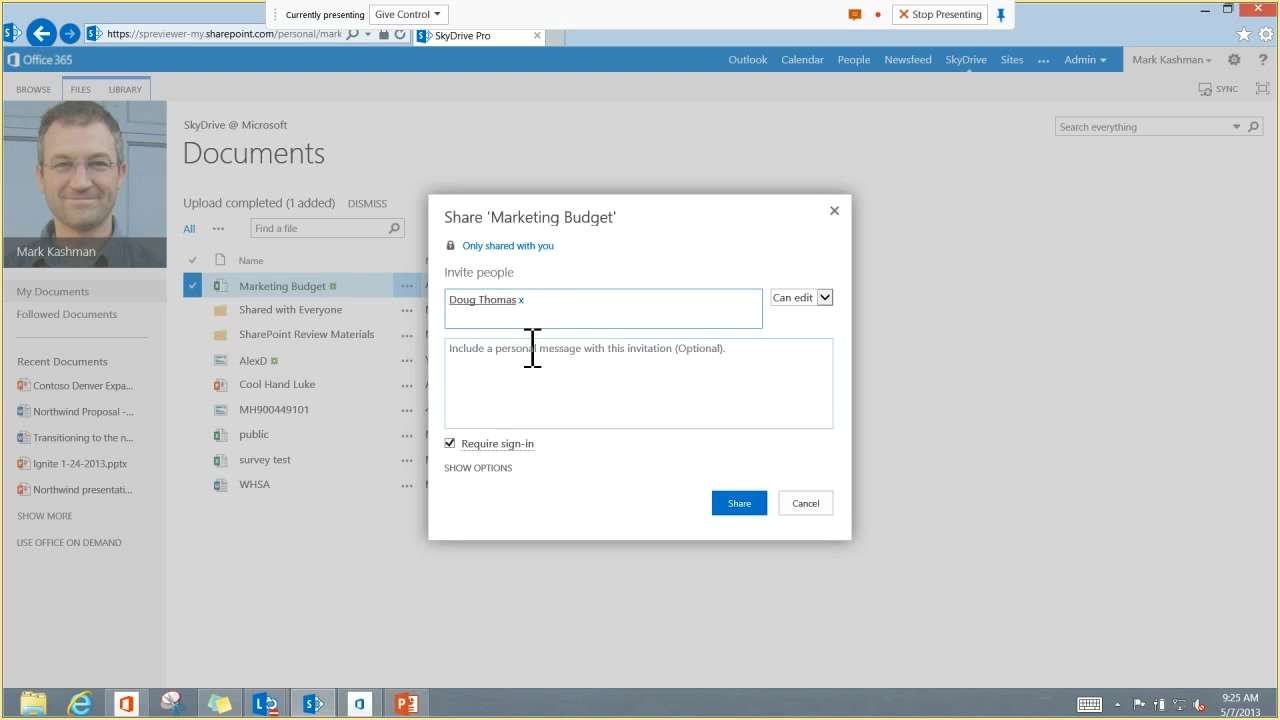 Currently presenting
Give Control
Stop Presenting
https://spreviewer-my.sharepoint.com/personal/mark
SkyDrive Pro
Office 365
Outlook
Calendar
People
Newsfeed
SkyDrive
Sites
•••
Admin
Mark Kashman
?
BROWSE
FILES
LIBRARY
SYNC
SkyDrive @ Microsoft
Search everything
Documents
Upload completed (1 added) DISMISS
All
•••
Find a file
Name
Mark Kashman
My Documents
Followed Documents
Recent Documents
Contoso Denver Expa...
Northwind Proposal -...
Transitioning to the n...
Ignite 1-24-2013.pptx
Northwind presentati...
SHOW MORE
USE OFFICE ON DEMAND
Marketing Budget
Shared with Everyone
SharePoint Review Materials
AlexD
Cool Hand Luke
MH900449101
public
survey test
WHSA
Share 'Marketing Budget'
Only shared with you
Invite people
Doug Thomas x
Can edit
Include a personal message with this invitation (Optional).
Require sign-in
SHOW OPTIONS
Share
Cancel
9:25 AM
5/7/2013